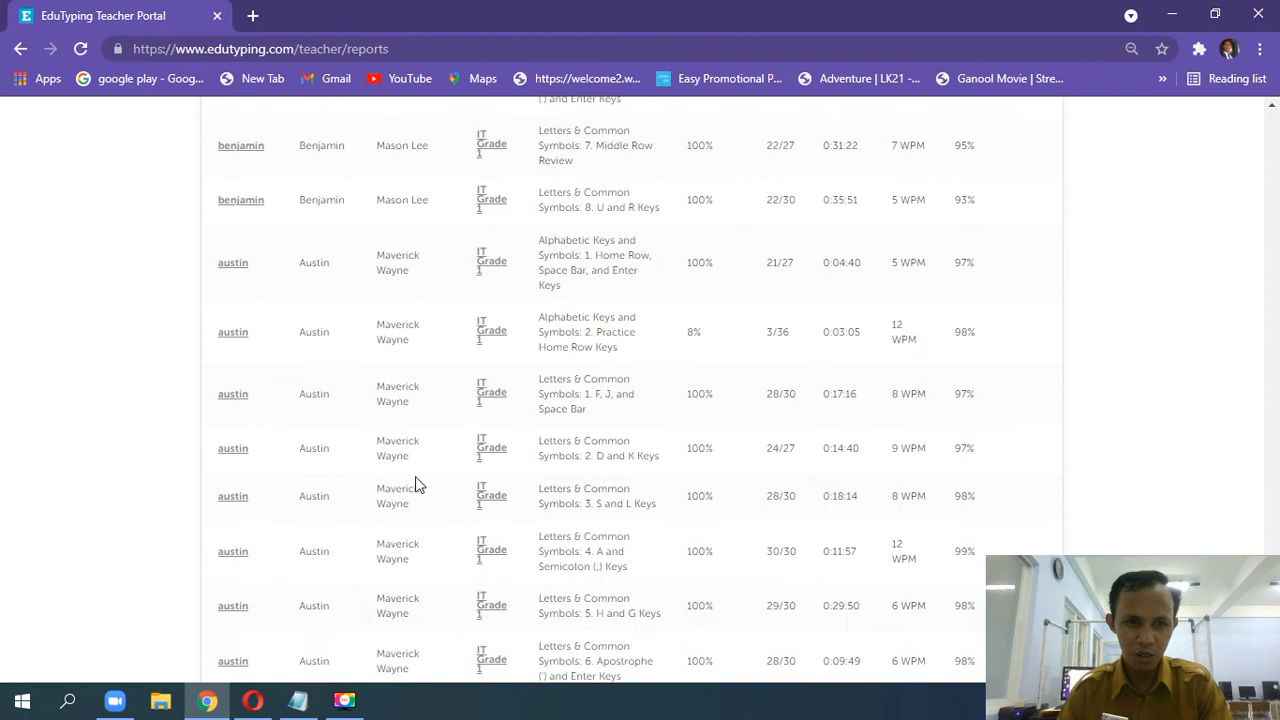 EduTyping Teacher Portal
https://www.edutyping.com/teacher/reports
Apps google play - Goog... New Tab Gmail YouTube Maps https://welcome2.w... Easy Promotional P... Adventure | LK21 -... Ganool Movie | Stre... » Reading list
(') and Enter Keys
benjamin Benjamin Mason Lee IT Grade 1 Letters & Common Symbols: 7. Middle Row Review 100% 22/27 0:31:22 7 WPM 95%
benjamin Benjamin Mason Lee IT Grade 1 Letters & Common Symbols: 8. U and R Keys 100% 22/30 0:35:51 5 WPM 93%
austin Austin Maverick Wayne IT Grade 1 Alphabetic Keys and Symbols: 1. Home Row, Space Bar, and Enter Keys 100% 21/27 0:04:40 5 WPM 97%
austin Austin Maverick Wayne IT Grade 1 Alphabetic Keys and Symbols: 2. Practice Home Row Keys 8% 3/36 0:03:05 12 WPM 98%
austin Austin Maverick Wayne IT Grade 1 Letters & Common Symbols: 1. F, J, and Space Bar 100% 28/30 0:17:16 8 WPM 97%
austin Austin Maverick Wayne IT Grade 1 Letters & Common Symbols: 2. D and K Keys 100% 24/27 0:14:40 9 WPM 97%
austin Austin Maverick Wayne IT Grade 1 Letters & Common Symbols: 3. S and L Keys 100% 28/30 0:18:14 8 WPM 98%
austin Austin Maverick Wayne IT Grade 1 Letters & Common Symbols: 4. A and Semicolon (;) Keys 100% 30/30 0:11:57 12 WPM 99%
austin Austin Maverick Wayne IT Grade 1 Letters & Common Symbols: 5. H and G Keys 100% 29/30 0:29:50 6 WPM 98%
austin Austin Maverick Wayne IT Grade 1 Letters & Common Symbols: 6. Apostrophe (') and Enter Keys 100% 28/30 0:09:49 6 WPM 98%